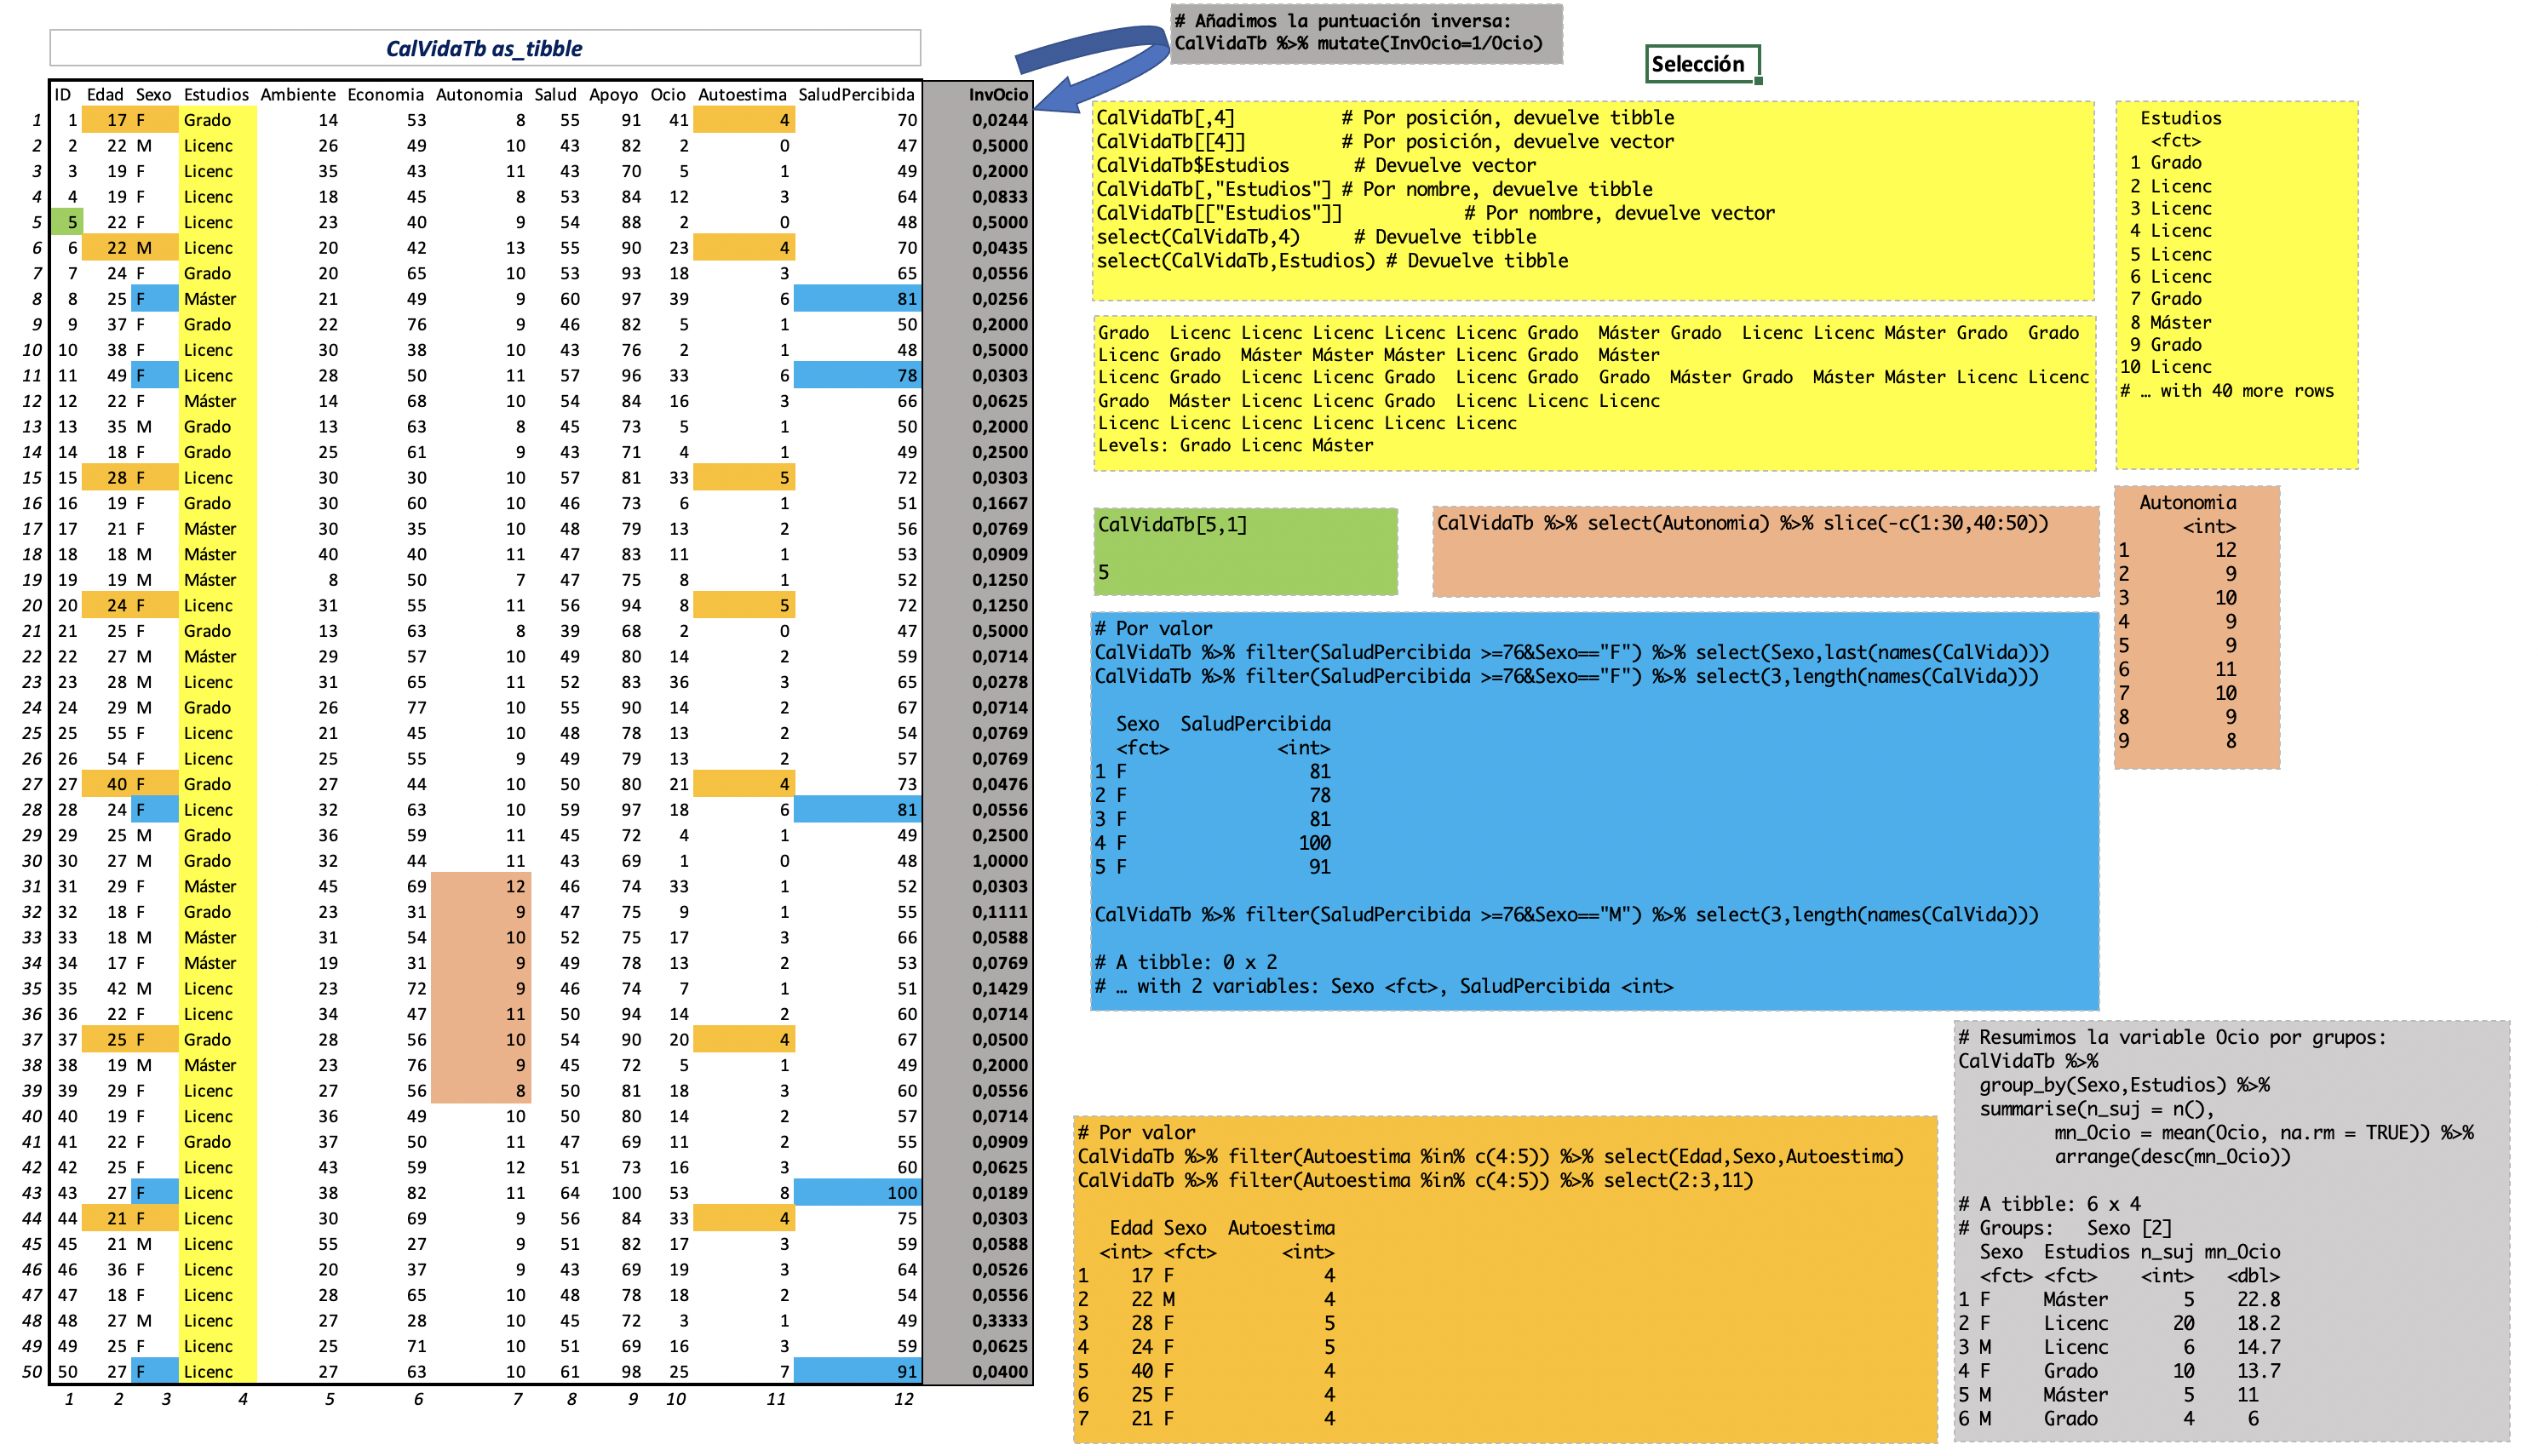 CalVidaTb as_tibble
# Añadimos la puntuación inversa:
CalVidaTb %>% mutate(InvOcio=1/Ocio)
Selección
ID Edad Sexo Estudios Ambiente Economia Autonomia Salud Apoyo Ocio Autoestima SaludPercibida InvOcio
1 1 17 F Grado 14 53 8 55 91 41 4 70 0,0244
2 2 22 M Licenc 26 49 10 43 82 2 0 47 0,5000
3 3 19 F Licenc 35 43 11 43 70 5 1 49 0,2000
4 4 19 F Licenc 18 45 8 53 84 12 3 64 0,0833
5 5 22 F Licenc 23 40 9 54 88 2 0 48 0,5000
6 6 22 M Licenc 20 42 13 55 90 23 4 70 0,0435
7 7 24 F Grado 20 65 10 53 93 18 3 65 0,0556
8 8 25 F Máster 21 49 9 60 97 39 6 81 0,0256
9 9 37 F Grado 22 76 9 46 82 5 1 50 0,2000
10 10 38 F Licenc 30 38 10 43 76 2 1 48 0,5000
11 11 49 F Licenc 28 50 11 57 96 33 6 78 0,0303
12 12 22 F Máster 14 68 10 54 84 16 3 66 0,0625
13 13 35 M Grado 13 63 8 45 73 5 1 50 0,2000
14 14 18 F Grado 25 61 9 43 71 4 1 49 0,2500
15 15 28 F Licenc 30 30 10 57 81 33 5 72 0,0303
16 16 19 F Grado 30 60 10 46 73 6 1 51 0,1667
17 17 21 F Máster 30 35 10 48 79 13 2 56 0,0769
18 18 18 M Máster 40 40 11 47 83 11 1 53 0,0909
19 19 19 M Máster 8 50 7 47 75 8 1 52 0,1250
20 20 24 F Licenc 31 55 11 56 94 8 5 72 0,1250
21 21 25 F Grado 13 63 8 39 68 2 0 47 0,5000
22 22 27 M Máster 29 57 10 49 80 14 2 59 0,0714
23 23 28 M Licenc 31 65 11 52 83 36 3 65 0,0278
24 24 29 M Grado 26 77 10 55 90 14 2 67 0,0714
25 25 55 F Licenc 21 45 10 48 78 13 2 54 0,0769
26 26 54 F Licenc 25 55 9 49 79 13 2 57 0,0769
27 27 40 F Grado 27 44 10 50 80 21 4 73 0,0476
28 28 24 F Licenc 32 63 10 59 97 18 6 81 0,0556
29 29 25 M Grado 36 59 11 45 72 4 1 49 0,2500
30 30 27 M Grado 32 44 11 43 69 1 0 48 1,0000
31 31 29 F Máster 45 69 12 46 74 33 1 52 0,0303
32 32 18 F Grado 23 31 9 47 75 9 1 55 0,1111
33 33 18 M Máster 31 54 10 52 75 17 3 66 0,0588
34 34 17 F Máster 19 31 9 49 78 13 2 53 0,0769
35 35 42 M Licenc 23 72 9 46 74 7 1 51 0,1429
36 36 22 F Licenc 34 47 11 50 94 14 2 60 0,0714
37 37 25 F Grado 28 56 10 54 90 20 4 67 0,0500
38 38 19 M Máster 23 76 9 45 72 5 1 49 0,2000
39 39 29 F Licenc 27 56 8 50 81 18 3 60 0,0556
40 40 19 F Licenc 36 49 10 50 80 14 2 57 0,0714
41 41 22 F Grado 37 50 11 47 69 11 2 55 0,0909
42 42 25 F Licenc 43 59 12 51 73 16 3 60 0,0625
43 43 27 F Licenc 38 82 11 64 100 53 8 100 0,0189
44 44 21 F Licenc 30 69 9 56 84 33 4 75 0,0303
45 45 21 M Licenc 55 27 9 51 82 17 3 59 0,0588
46 46 36 F Licenc 20 37 9 43 69 19 3 64 0,0526
47 47 18 F Licenc 28 65 10 48 78 18 2 54 0,0556
48 48 27 M Licenc 27 28 10 45 72 3 1 49 0,3333
49 49 25 F Licenc 25 71 10 51 69 16 3 59 0,0625
50 50 27 F Licenc 27 63 10 61 98 25 7 91 0,0400
1 2 3 4 5 6 7 8 9 10 11 12
CalVidaTb[,4] # Por posición, devuelve tibble
CalVidaTb[[4]] # Por posición, devuelve vector
CalVidaTb$Estudios # Devuelve vector
CalVidaTb[,"Estudios"] # Por nombre, devuelve tibble
CalVidaTb[["Estudios"]] # Por nombre, devuelve vector
select(CalVidaTb,4) # Devuelve tibble
select(CalVidaTb,Estudios) # Devuelve tibble
Estudios
<fct>
1 Grado
2 Licenc
3 Licenc
4 Licenc
5 Licenc
6 Licenc
7 Grado
8 Máster
9 Grado
10 Licenc
# … with 40 more rows
Grado Licenc Licenc Licenc Licenc Licenc Grado Máster Grado Licenc Licenc Máster Grado Grado
Licenc Grado Máster Máster Máster Licenc Grado Máster
Licenc Grado Licenc Licenc Grado Licenc Grado Grado Máster Grado Máster Máster Licenc Licenc
Grado Máster Licenc Licenc Grado Licenc Licenc Licenc
Licenc Licenc Licenc Licenc Licenc Licenc
Levels: Grado Licenc Máster
CalVidaTb[5,1]
5
CalVidaTb %>% select(Autonomia) %>% slice(-c(1:30,40:50))
Autonomia
<int>
1 12
2 9
3 10
4 9
5 9
6 11
7 10
8 9
9 8
# Por valor
CalVidaTb %>% filter(SaludPercibida >=76&Sexo=="F") %>% select(Sexo,last(names(CalVida)))
CalVidaTb %>% filter(SaludPercibida >=76&Sexo=="F") %>% select(3,length(names(CalVida)))
Sexo SaludPercibida
<fct> <int>
1 F 81
2 F 78
3 F 81
4 F 100
5 F 91
CalVidaTb %>% filter(SaludPercibida >=76&Sexo=="M") %>% select(3,length(names(CalVida)))
# A tibble: 0 x 2
# … with 2 variables: Sexo <fct>, SaludPercibida <int>
# Por valor
CalVidaTb %>% filter(Autoestima %in% c(4:5)) %>% select(Edad,Sexo,Autoestima)
CalVidaTb %>% filter(Autoestima %in% c(4:5)) %>% select(2:3,11)
Edad Sexo Autoestima
<int> <fct> <int>
1 17 F 4
2 22 M 4
3 28 F 5
4 24 F 5
5 40 F 4
6 25 F 4
7 21 F 4
# Resumimos la variable Ocio por grupos:
CalVidaTb %>%
group_by(Sexo,Estudios) %>%
summarise(n_suj = n(),
mn_Ocio = mean(Ocio, na.rm = TRUE)) %>%
arrange(desc(mn_Ocio))
# A tibble: 6 x 4
# Groups: Sexo [2]
Sexo Estudios n_suj mn_Ocio
<fct> <fct> <int> <dbl>
1 F Máster 5 22.8
2 F Licenc 20 18.2
3 M Licenc 6 14.7
4 F Grado 10 13.7
5 M Máster 5 11
6 M Grado 4 6